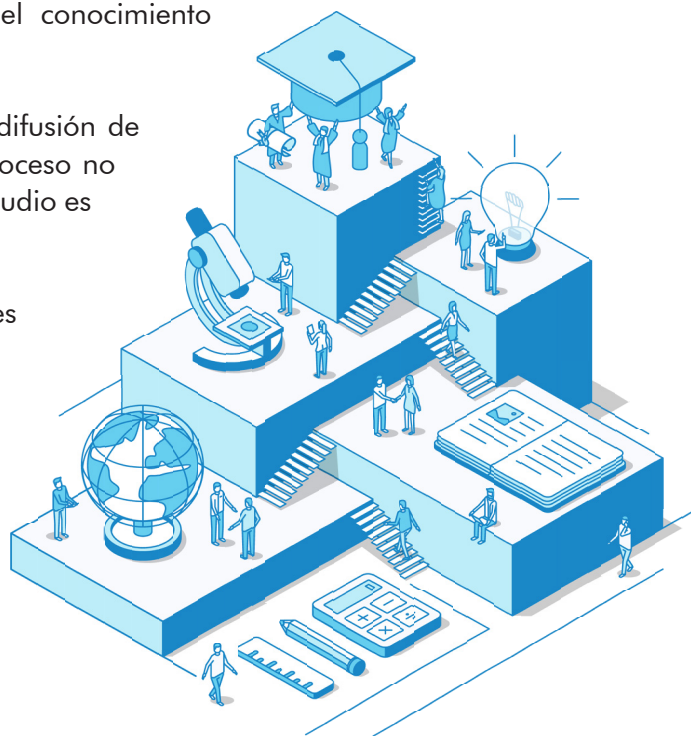 el conocimiento
difusión de
oceso no
udio es
es
+
−
×
÷